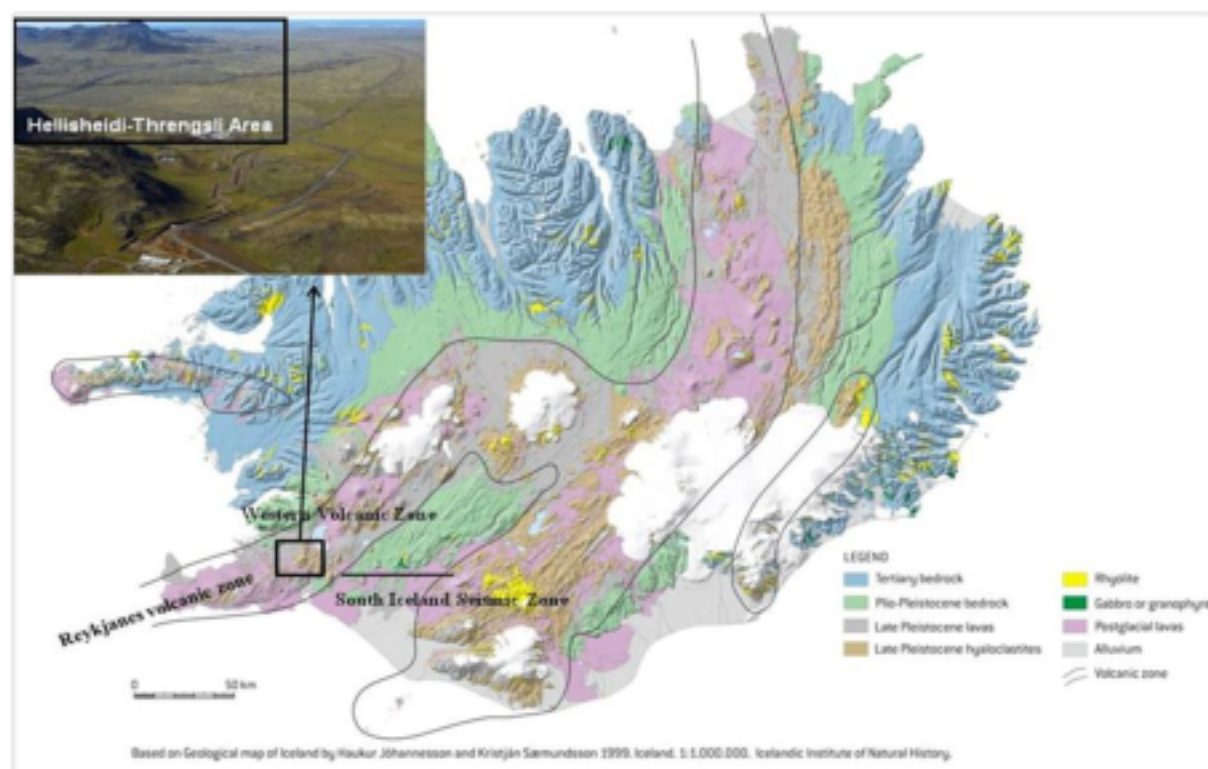 Hellisheidi-Threngsli Area
Western Volcanic Zone
Reykjanes volcanic zone
South Iceland Seismic Zone
LEGEND
Tertiary bedrock
Plio-Pleistocene bedrock
Late Pleistocene lavas
Late Pleistocene hyaloclastites
Rhyolite
Gabbro or granophyre
Postglacial lavas
Alluvium
Volcanic zone
0 50 km
Based on Geological map of Iceland by Haukur Jóhannesson and Kristján Sæmundsson 1999. Iceland. 1:1.000.000. Icelandic Institute of Natural History.